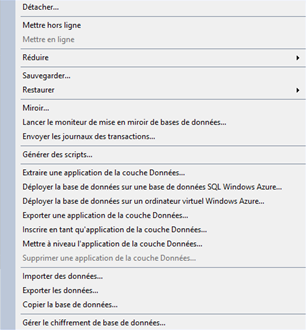 Détacher...
Mettre hors ligne
Mettre en ligne
Réduire
Sauvegarder...
Restaurer
Miroir...
Lancer le moniteur de mise en miroir de bases de données...
Envoyer les journaux des transactions...
Générer des scripts...
Extraire une application de la couche Données...
Déployer la base de données sur une base de données SQL Windows Azure...
Déployer la base de données sur un ordinateur virtuel Windows Azure...
Exporter une application de la couche Données...
Inscrire en tant qu'application de la couche Données...
Mettre à niveau l'application de la couche Données...
Supprimer une application de la couche Données...
Importer des données...
Exporter les données...
Copier la base de données...
Gérer le chiffrement de base de données...